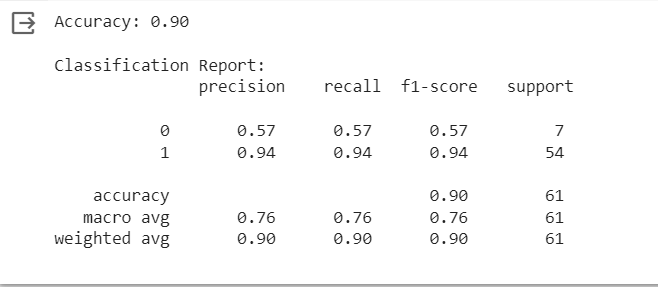 Accuracy: 0.90
Classification Report:
precision recall f1-score support
0 0.57 0.57 0.57 7
1 0.94 0.94 0.94 54
accuracy 0.90 61
macro avg 0.76 0.76 0.76 61
weighted avg 0.90 0.90 0.90 61